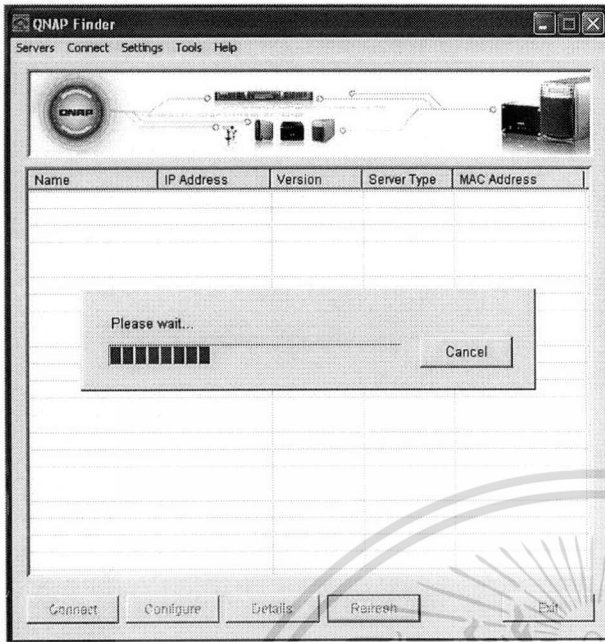 QNAP Finder
Servers Connect Settings Tools Help
QNAP
Name IP Address Version Server Type MAC Address
Please wait...
Cancel
Connect Configure Details Refresh Exit